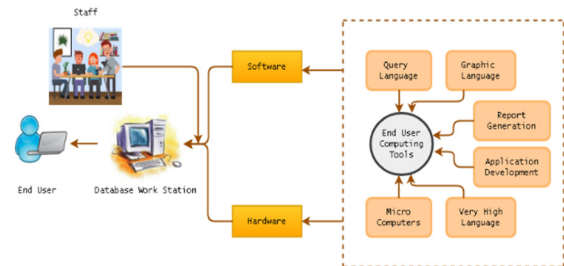 Staff
Software
Query
Language
Graphic
Language
Report
Generation
End User
Computing
Tools
Application
Development
End User
Database Work Station
Hardware
Micro
Computers
Very High
Language